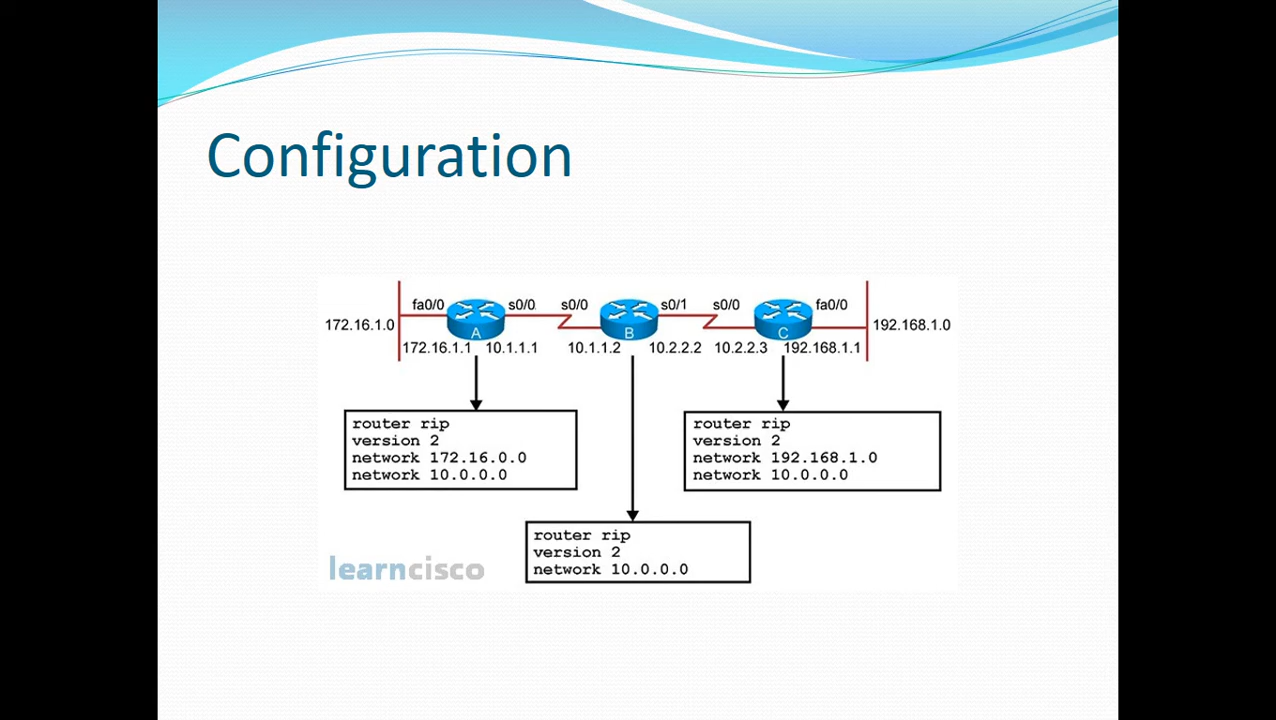 Configuration
fa0/0 s0/0 s0/0 s0/1 s0/0 fa0/0
172.16.1.0 A B C 192.168.1.0
172.16.1.1 10.1.1.1 10.1.1.2 10.2.2.2 10.2.2.3 192.168.1.1
router rip
version 2
network 172.16.0.0
network 10.0.0.0
router rip
version 2
network 192.168.1.0
network 10.0.0.0
router rip
version 2
network 10.0.0.0
learncisco